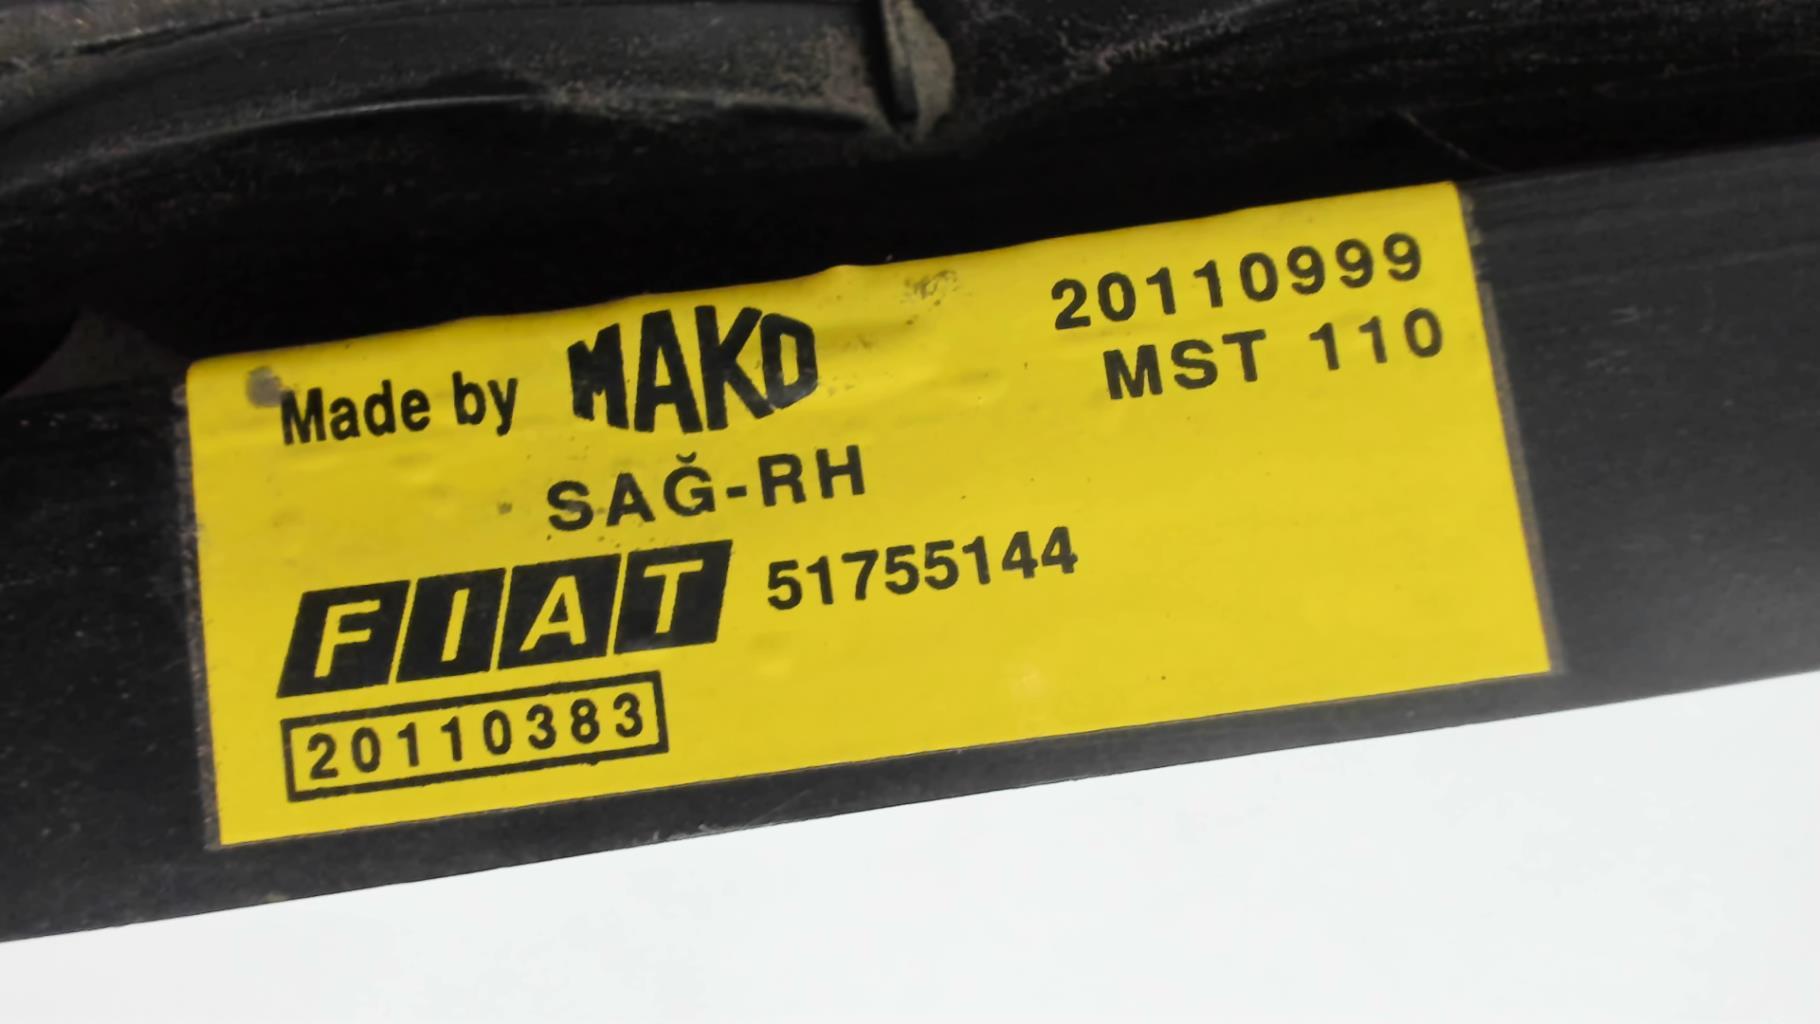 Made by MAKO 20110999
MST 110
SAĞ-RH
FIAT 51755144
20110383